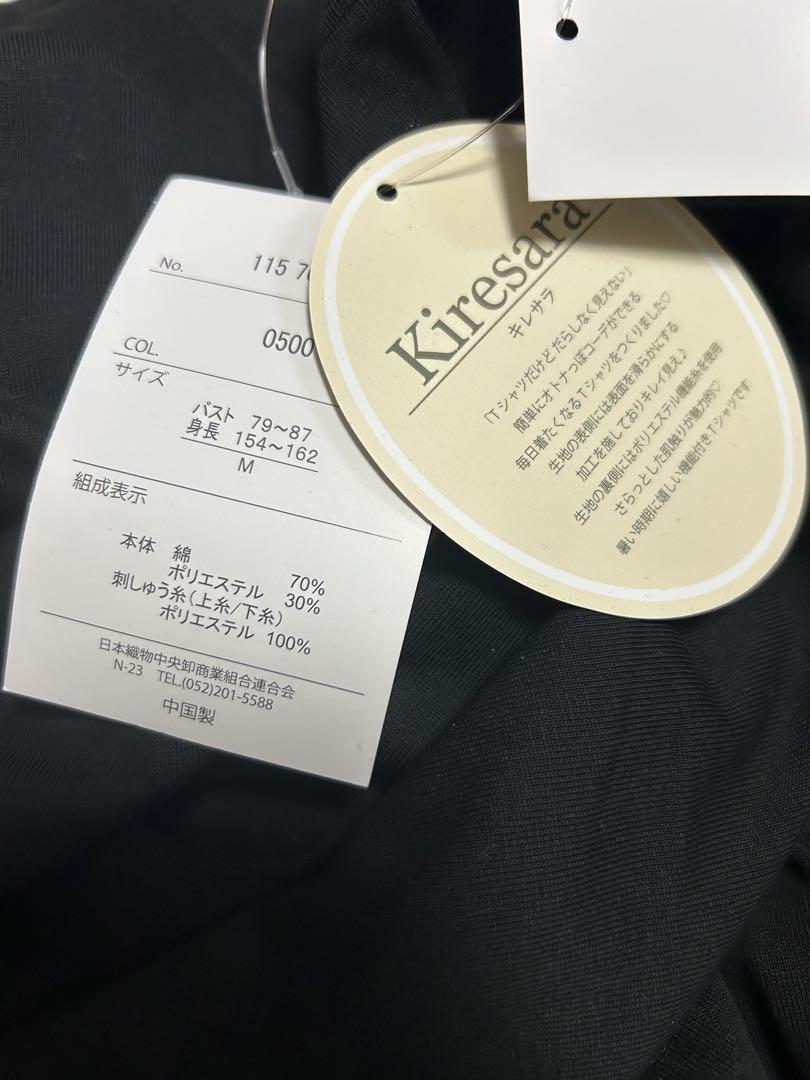 No. 115
COL. 0500
サイズ
バスト 79～87
身長 154～162
M
組成表示
本体 綿 70%
ポリエステル 30%
刺しゅう糸(上糸/下糸)
ポリエステル 100%
日本織物中央卸商業組合連合会
N-23 TEL.(052)201-5588
中国製
Kiresara
キレサラ
「Tシャツだけどだらしなく見えない」
簡単にオトナっぽコーデができる
毎日着たくなるTシャツをつくりました♡
生地の表側には表面を滑らかにする
加工を施しておりキレイ見え♪
生地の裏側にはポリエステル機能糸を使用
さらっとした肌触りが魅力的♡
暑い時期に嬉しい機能付きTシャツです